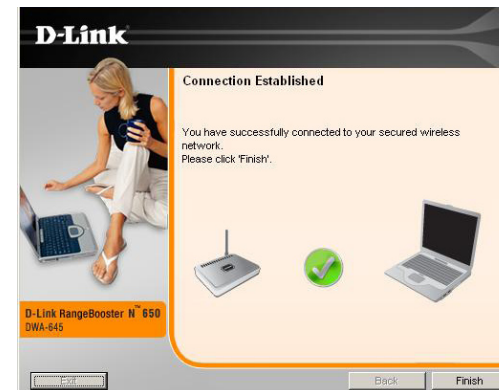 D-Link
Connection Established
You have successfully connected to your secured wireless
network.
Please click 'Finish'.
D-Link RangeBooster N™ 650
DWA-645
Exit
Back
Finish